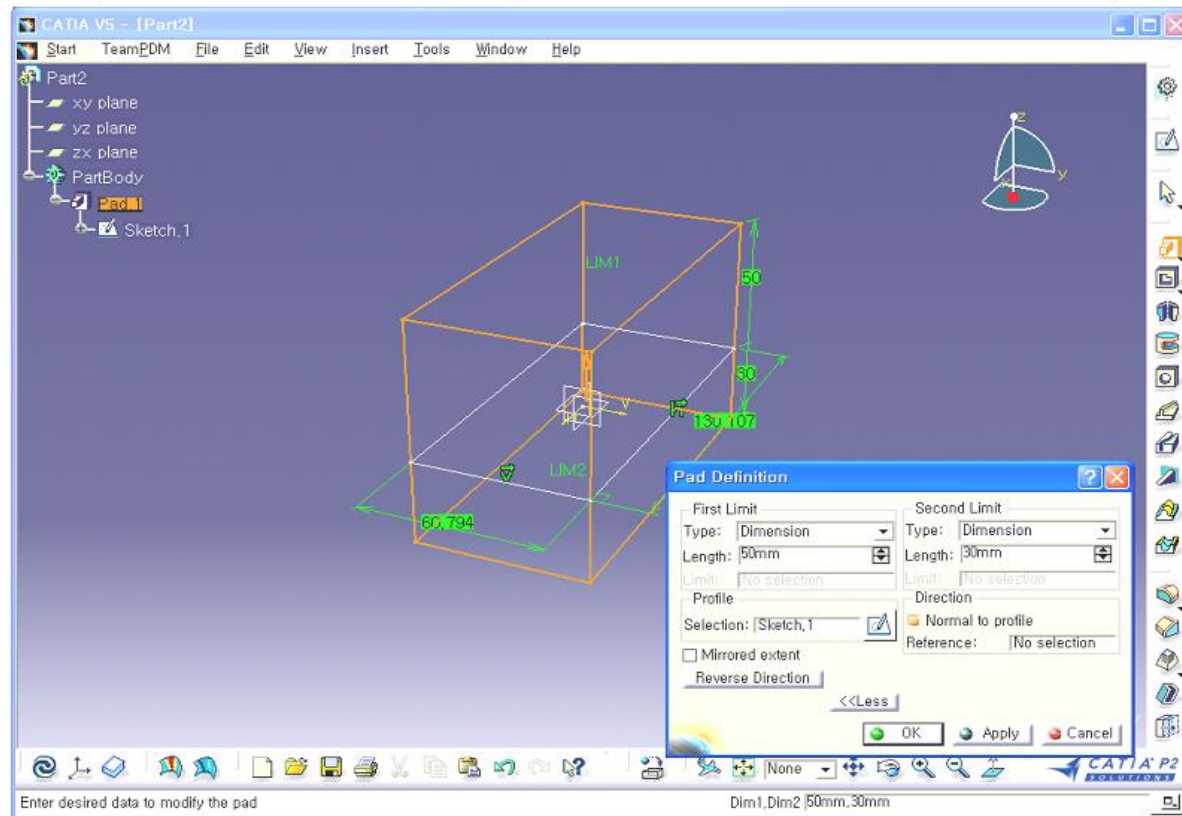 CATIA V5 - [Part2]
Start TeamPDM File Edit View Insert Tools Window Help
Part2
xy plane
yz plane
zx plane
PartBody
Pad.1
Sketch.1
z
y
x
LIM1
50
30
V
H
130.107
LIM2
60.794
Pad Definition
First Limit
Type: Dimension
Length: 50mm
Limit: No selection
Profile
Selection: Sketch.1
Mirrored extent
Reverse Direction
Second Limit
Type: Dimension
Length: 30mm
Limit: No selection
Direction
Normal to profile
Reference: No selection
<<Less
OK Apply Cancel
None
CATIA P2
SOLUTIONS
Enter desired data to modify the pad
Dim1,Dim2 50mm,30mm